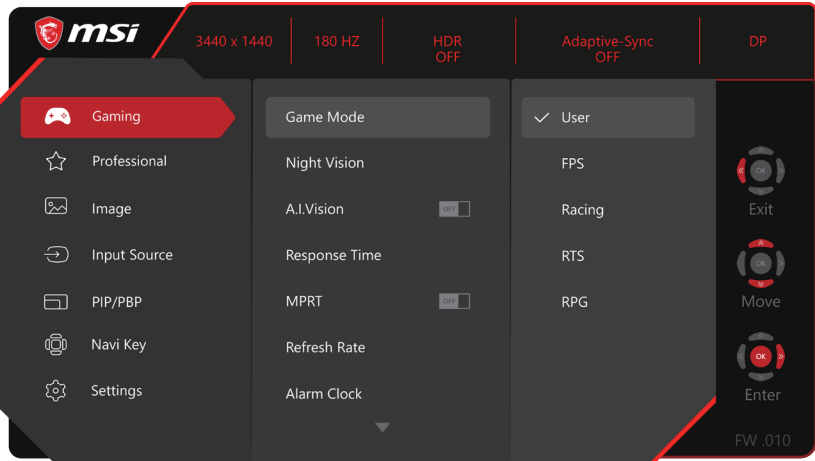 msi
3440 x 1440
180 HZ
HDR
OFF
Adaptive-Sync
OFF
DP
Gaming
Professional
Image
Input Source
PIP/PBP
Navi Key
Settings
Game Mode
Night Vision
A.I.Vision OFF
Response Time
MPRT OFF
Refresh Rate
Alarm Clock
User
FPS
Racing
RTS
RPG
OK
Exit
OK
Move
OK
Enter
FW .010